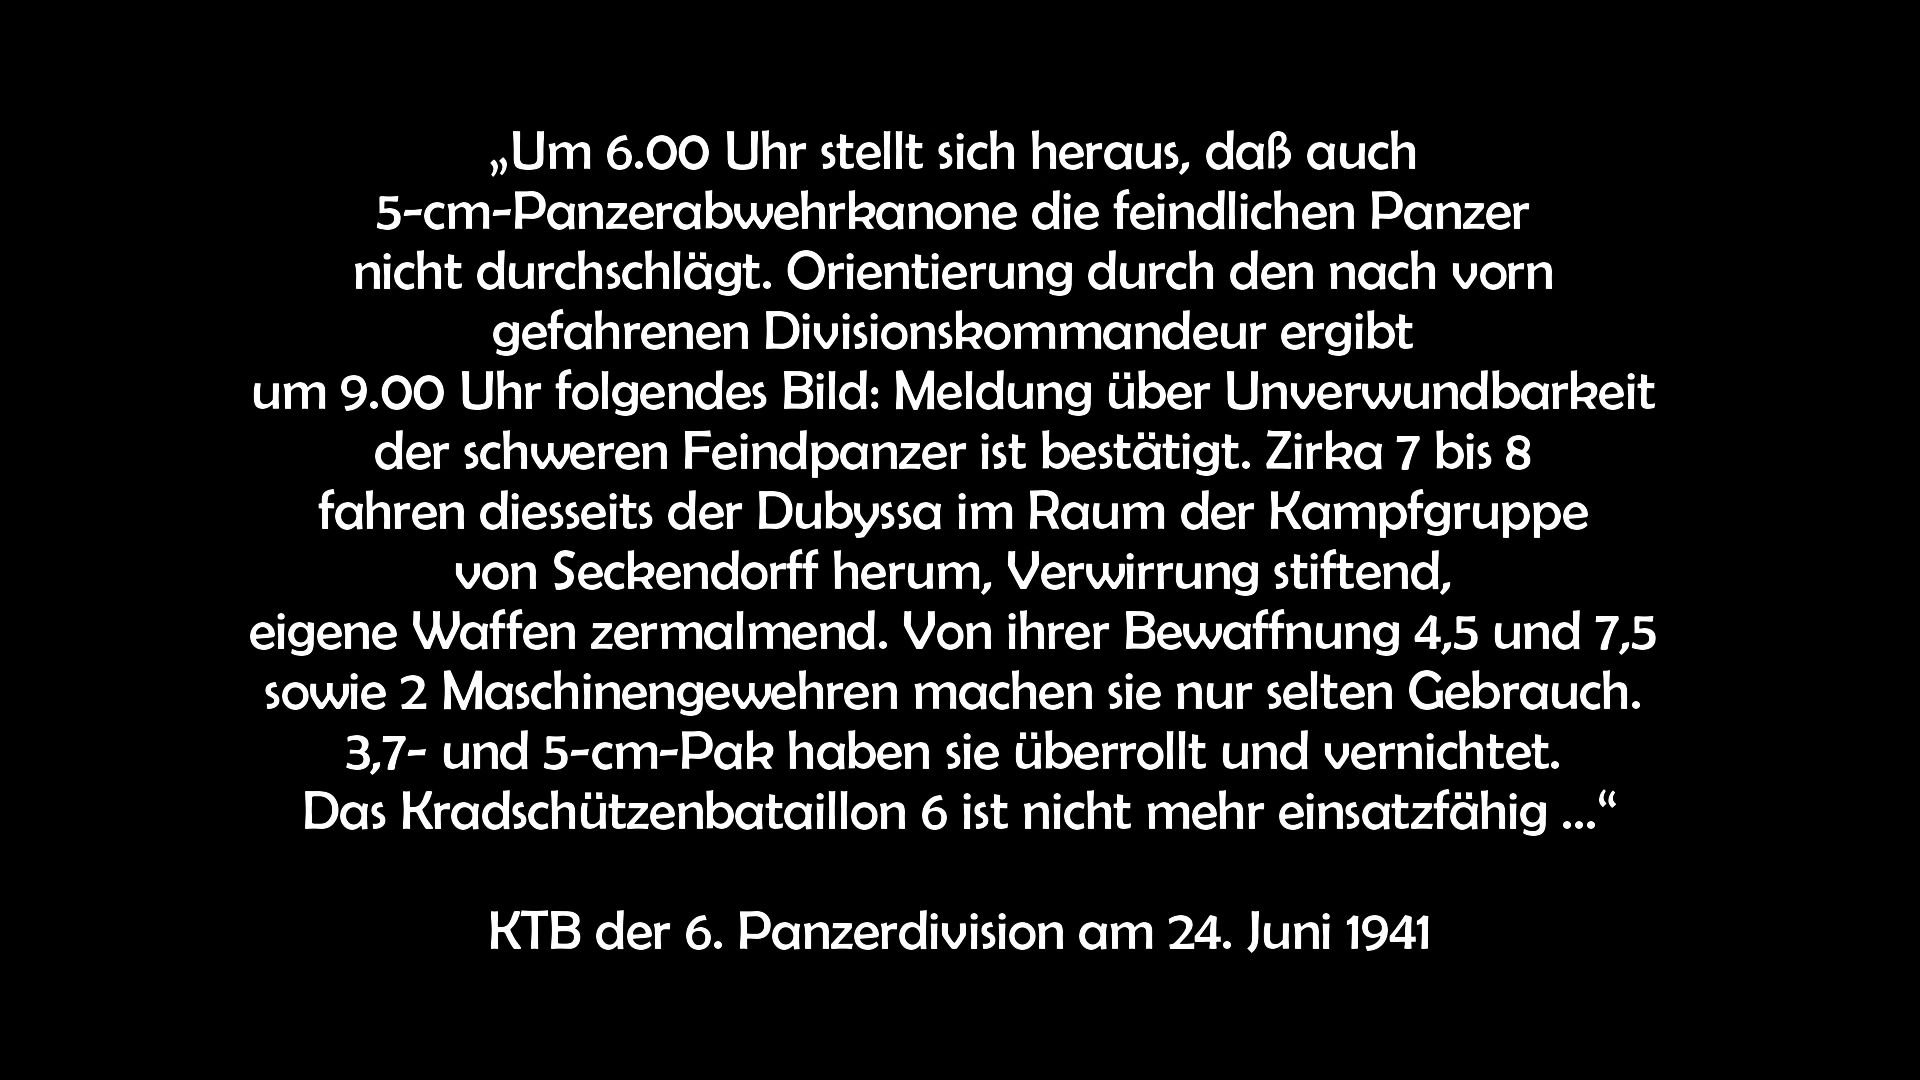 „Um 6.00 Uhr stellt sich heraus, daß auch
5-cm-Panzerabwehrkanone die feindlichen Panzer
nicht durchschlägt. Orientierung durch den nach vorn
gefahrenen Divisionskommandeur ergibt
um 9.00 Uhr folgendes Bild: Meldung über Unverwundbarkeit
der schweren Feindpanzer ist bestätigt. Zirka 7 bis 8
fahren diesseits der Dubyssa im Raum der Kampfgruppe
von Seckendorff herum, Verwirrung stiftend,
eigene Waffen zermalmend. Von ihrer Bewaffnung 4,5 und 7,5
sowie 2 Maschinengewehren machen sie nur selten Gebrauch.
3,7- und 5-cm-Pak haben sie überrollt und vernichtet.
Das Kradschützenbataillon 6 ist nicht mehr einsatzfähig ...“
KTB der 6. Panzerdivision am 24. Juni 1941